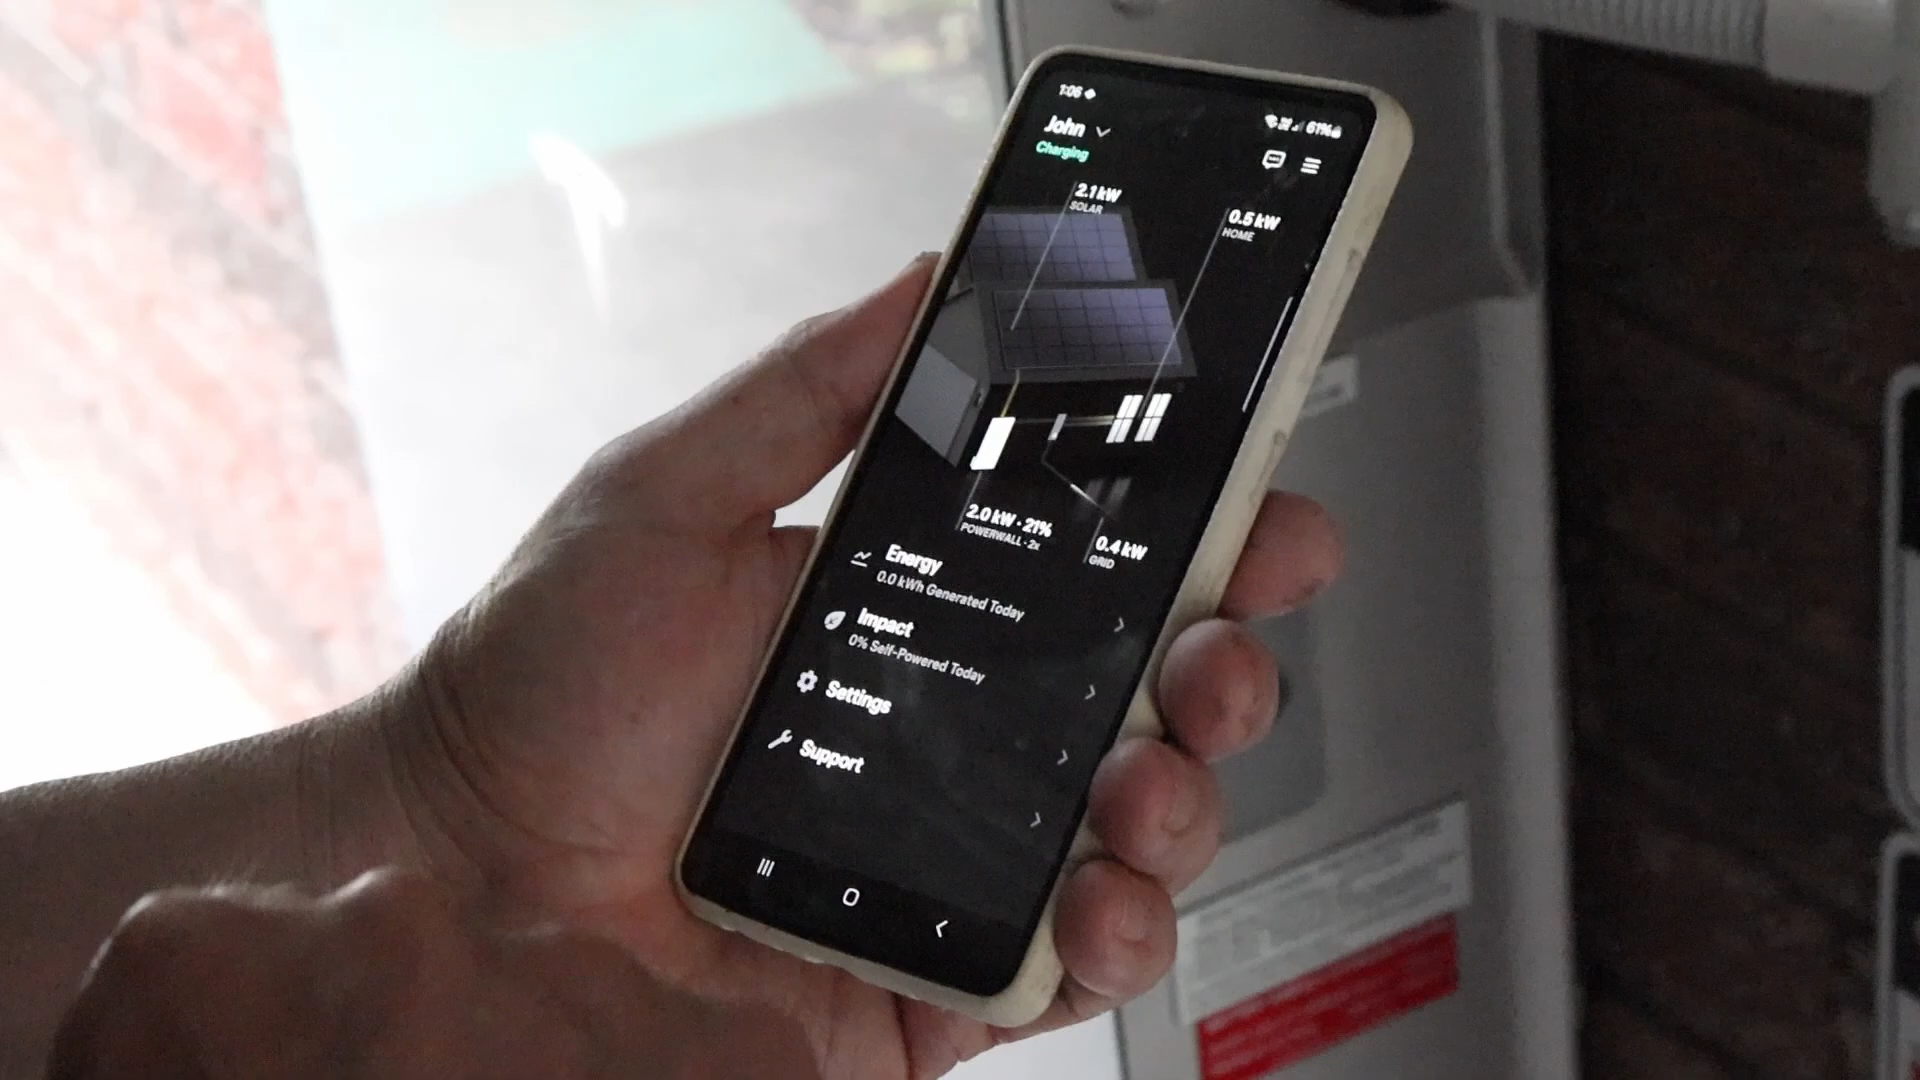 1:06
61%
John
Charging
2.1 kW
SOLAR
0.5 kW
HOME
2.0 kW · 21%
POWERWALL · 2x
0.4 kW
GRID
Energy
0.0 kWh Generated Today
Impact
0% Self-Powered Today
Settings
Support